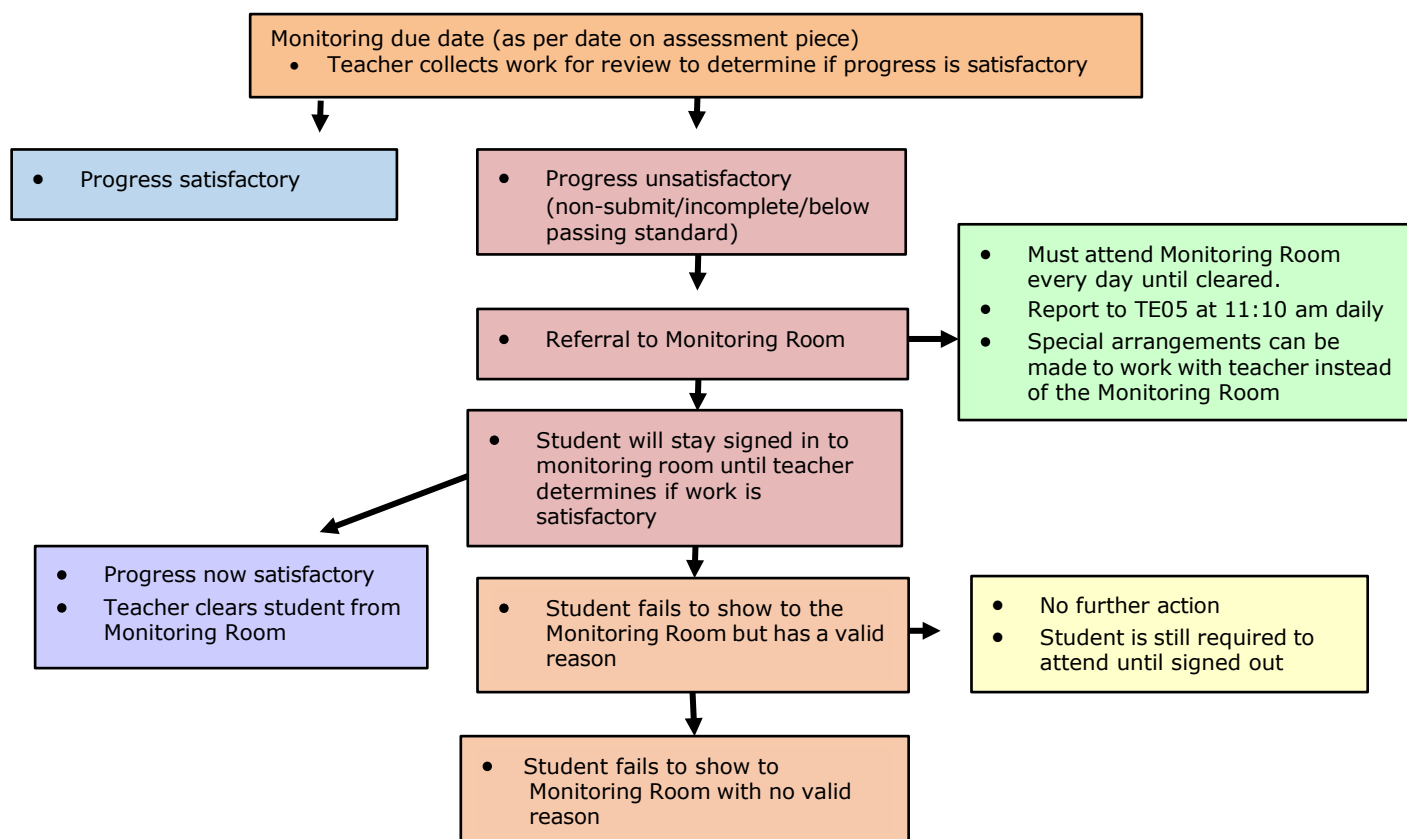 Monitoring due date (as per date on assessment piece)
• Teacher collects work for review to determine if progress is satisfactory
• Progress satisfactory
• Progress unsatisfactory
(non-submit/incomplete/below
passing standard)
• Must attend Monitoring Room
every day until cleared.
• Report to TE05 at 11:10 am daily
• Special arrangements can be
made to work with teacher instead
of the Monitoring Room
• Referral to Monitoring Room
• Student will stay signed in to
monitoring room until teacher
determines if work is
satisfactory
• Progress now satisfactory
• Teacher clears student from
Monitoring Room
• Student fails to show to the
Monitoring Room but has a valid
reason
• No further action
• Student is still required to
attend until signed out
• Student fails to show to
Monitoring Room with no valid
reason